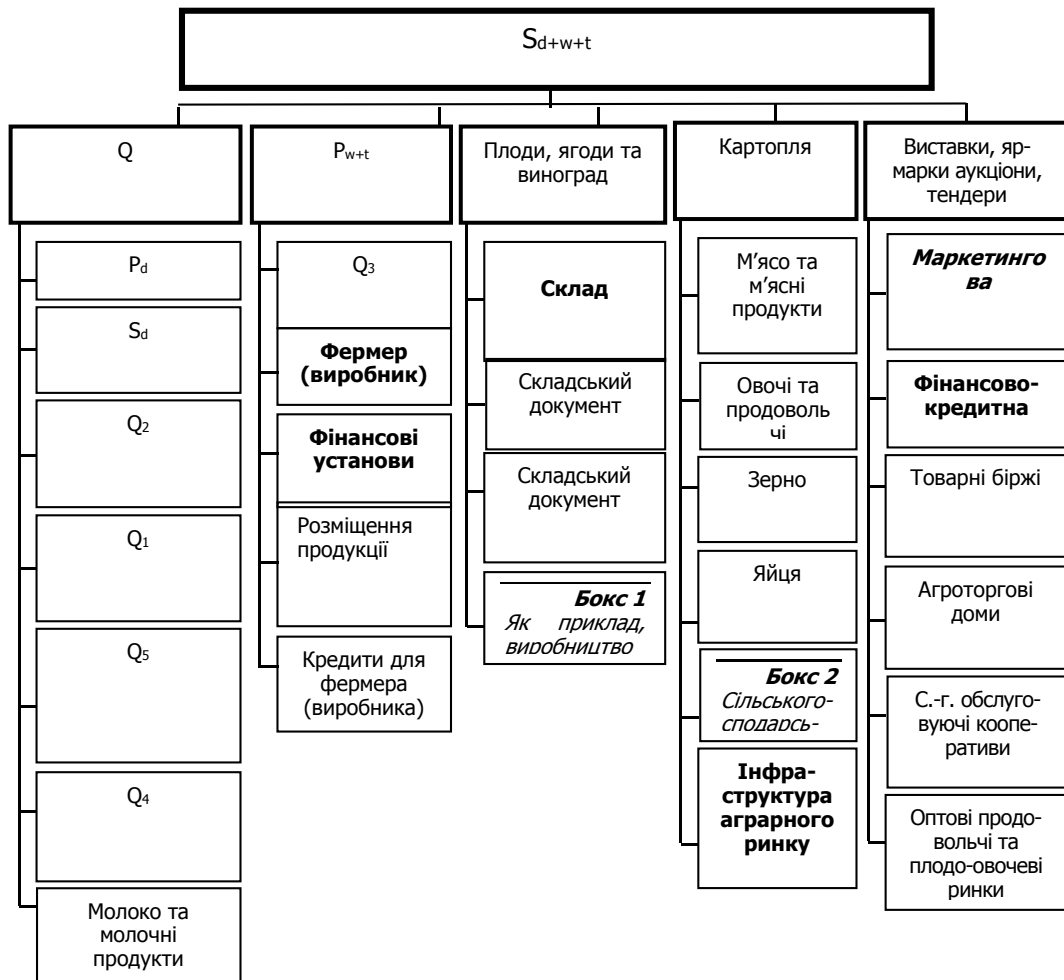 Sd+w+t
Q
Pd
Sd
Q2
Q1
Q5
Q4
Молоко та
молочні
продукти
Pw+t
Q3
Фермер
(виробник)
Фінансові
установи
Розміщення
продукції
Кредити для
фермера
(виробника)
Плоди, ягоди та
виноград
Склад
Складський
документ
Складський
документ
Бокс 1
Як приклад,
виробництво
Картопля
М’ясо та
м’ясні
продукти
Овочі та
продоволь
чі
Зерно
Яйця
Бокс 2
Сільського-
сподарсь-
Інфра-
структура
аграрного
ринку
Виставки, яр-
марки аукціони,
тендери
Маркетинго
ва
Фінансово-
кредитна
Товарні біржі
Агроторгові
доми
С.-г. обслуго-
вуючі коопе-
ративи
Оптові продо-
вольчі та
плодо-овочеві
ринки